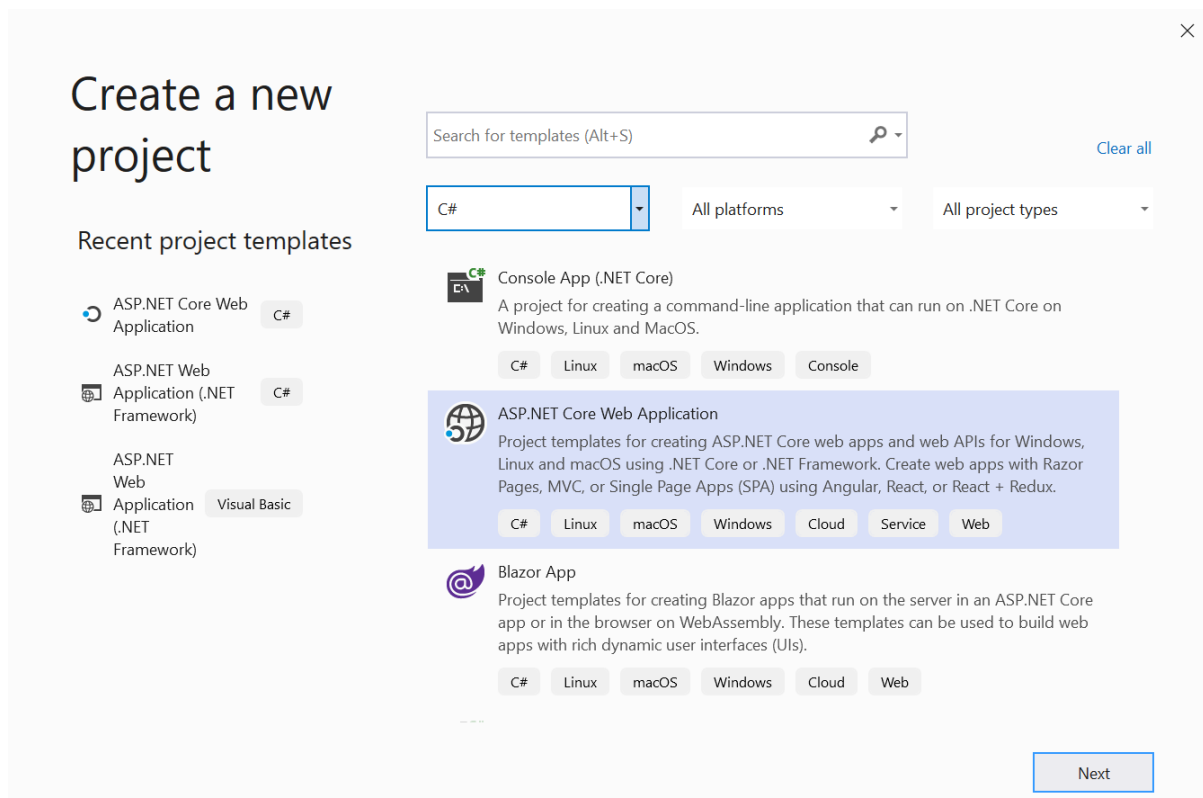 Create a new
project
Recent project templates
ASP.NET Core Web
Application
C#
ASP.NET Web
Application (.NET
Framework)
C#
ASP.NET
Web
Application
(.NET
Framework)
Visual Basic
Search for templates (Alt+S)
Clear all
C#
All platforms
All project types
C#
C:\
Console App (.NET Core)
A project for creating a command-line application that can run on .NET Core on
Windows, Linux and MacOS.
C# Linux macOS Windows Console
ASP.NET Core Web Application
Project templates for creating ASP.NET Core web apps and web APIs for Windows,
Linux and macOS using .NET Core or .NET Framework. Create web apps with Razor
Pages, MVC, or Single Page Apps (SPA) using Angular, React, or React + Redux.
C# Linux macOS Windows Cloud Service Web
@
Blazor App
Project templates for creating Blazor apps that run on the server in an ASP.NET Core
app or in the browser on WebAssembly. These templates can be used to build web
apps with rich dynamic user interfaces (UIs).
C# Linux macOS Windows Cloud Web
Next